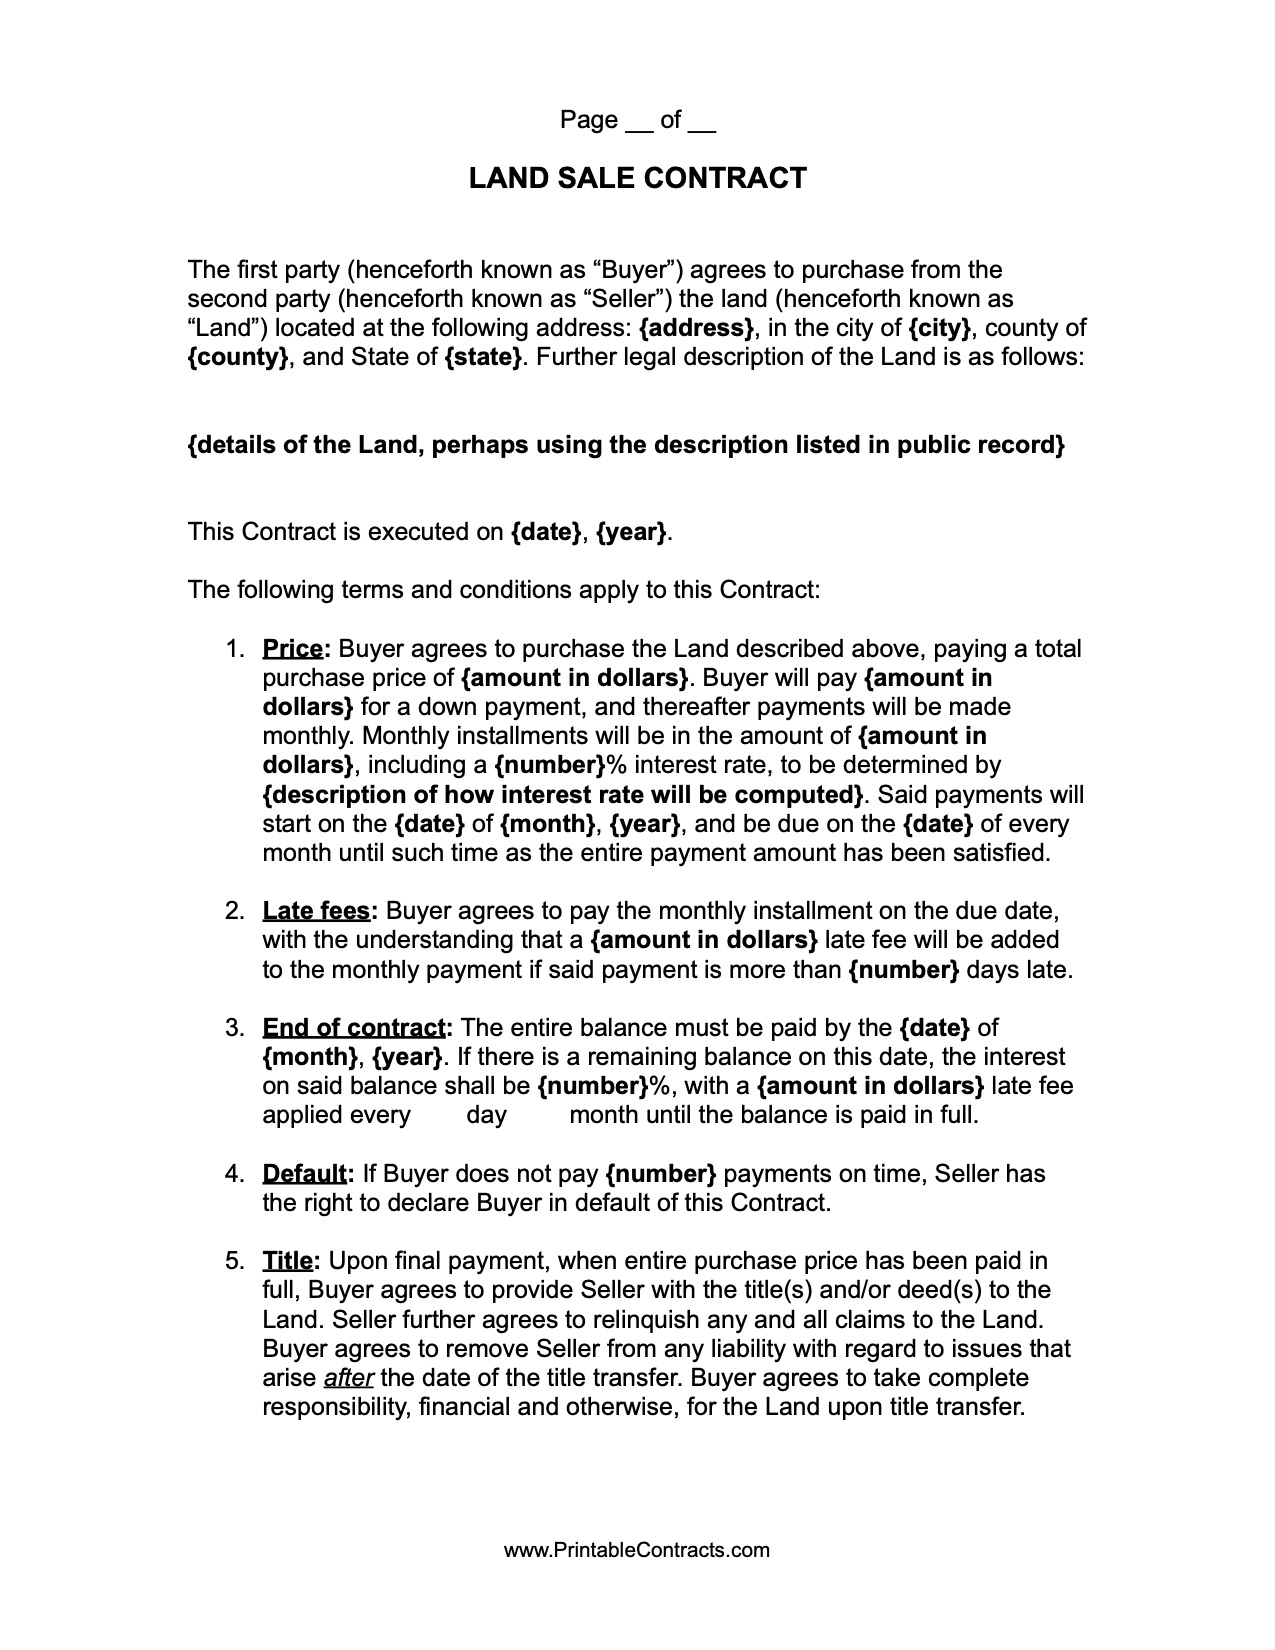 Page __ of __
LAND SALE CONTRACT
The first party (henceforth known as “Buyer”) agrees to purchase from the
second party (henceforth known as “Seller”) the land (henceforth known as
“Land”) located at the following address: {address}, in the city of {city}, county of
{county}, and State of {state}. Further legal description of the Land is as follows:
{details of the Land, perhaps using the description listed in public record}
This Contract is executed on {date}, {year}.
The following terms and conditions apply to this Contract:
1. Price: Buyer agrees to purchase the Land described above, paying a total
purchase price of {amount in dollars}. Buyer will pay {amount in
dollars} for a down payment, and thereafter payments will be made
monthly. Monthly installments will be in the amount of {amount in
dollars}, including a {number}% interest rate, to be determined by
{description of how interest rate will be computed}. Said payments will
start on the {date} of {month}, {year}, and be due on the {date} of every
month until such time as the entire payment amount has been satisfied.
2. Late fees: Buyer agrees to pay the monthly installment on the due date,
with the understanding that a {amount in dollars} late fee will be added
to the monthly payment if said payment is more than {number} days late.
3. End of contract: The entire balance must be paid by the {date} of
{month}, {year}. If there is a remaining balance on this date, the interest
on said balance shall be {number}%, with a {amount in dollars} late fee
applied every day month until the balance is paid in full.
4. Default: If Buyer does not pay {number} payments on time, Seller has
the right to declare Buyer in default of this Contract.
5. Title: Upon final payment, when entire purchase price has been paid in
full, Buyer agrees to provide Seller with the title(s) and/or deed(s) to the
Land. Seller further agrees to relinquish any and all claims to the Land.
Buyer agrees to remove Seller from any liability with regard to issues that
arise after the date of the title transfer. Buyer agrees to take complete
responsibility, financial and otherwise, for the Land upon title transfer.
www.PrintableContracts.com